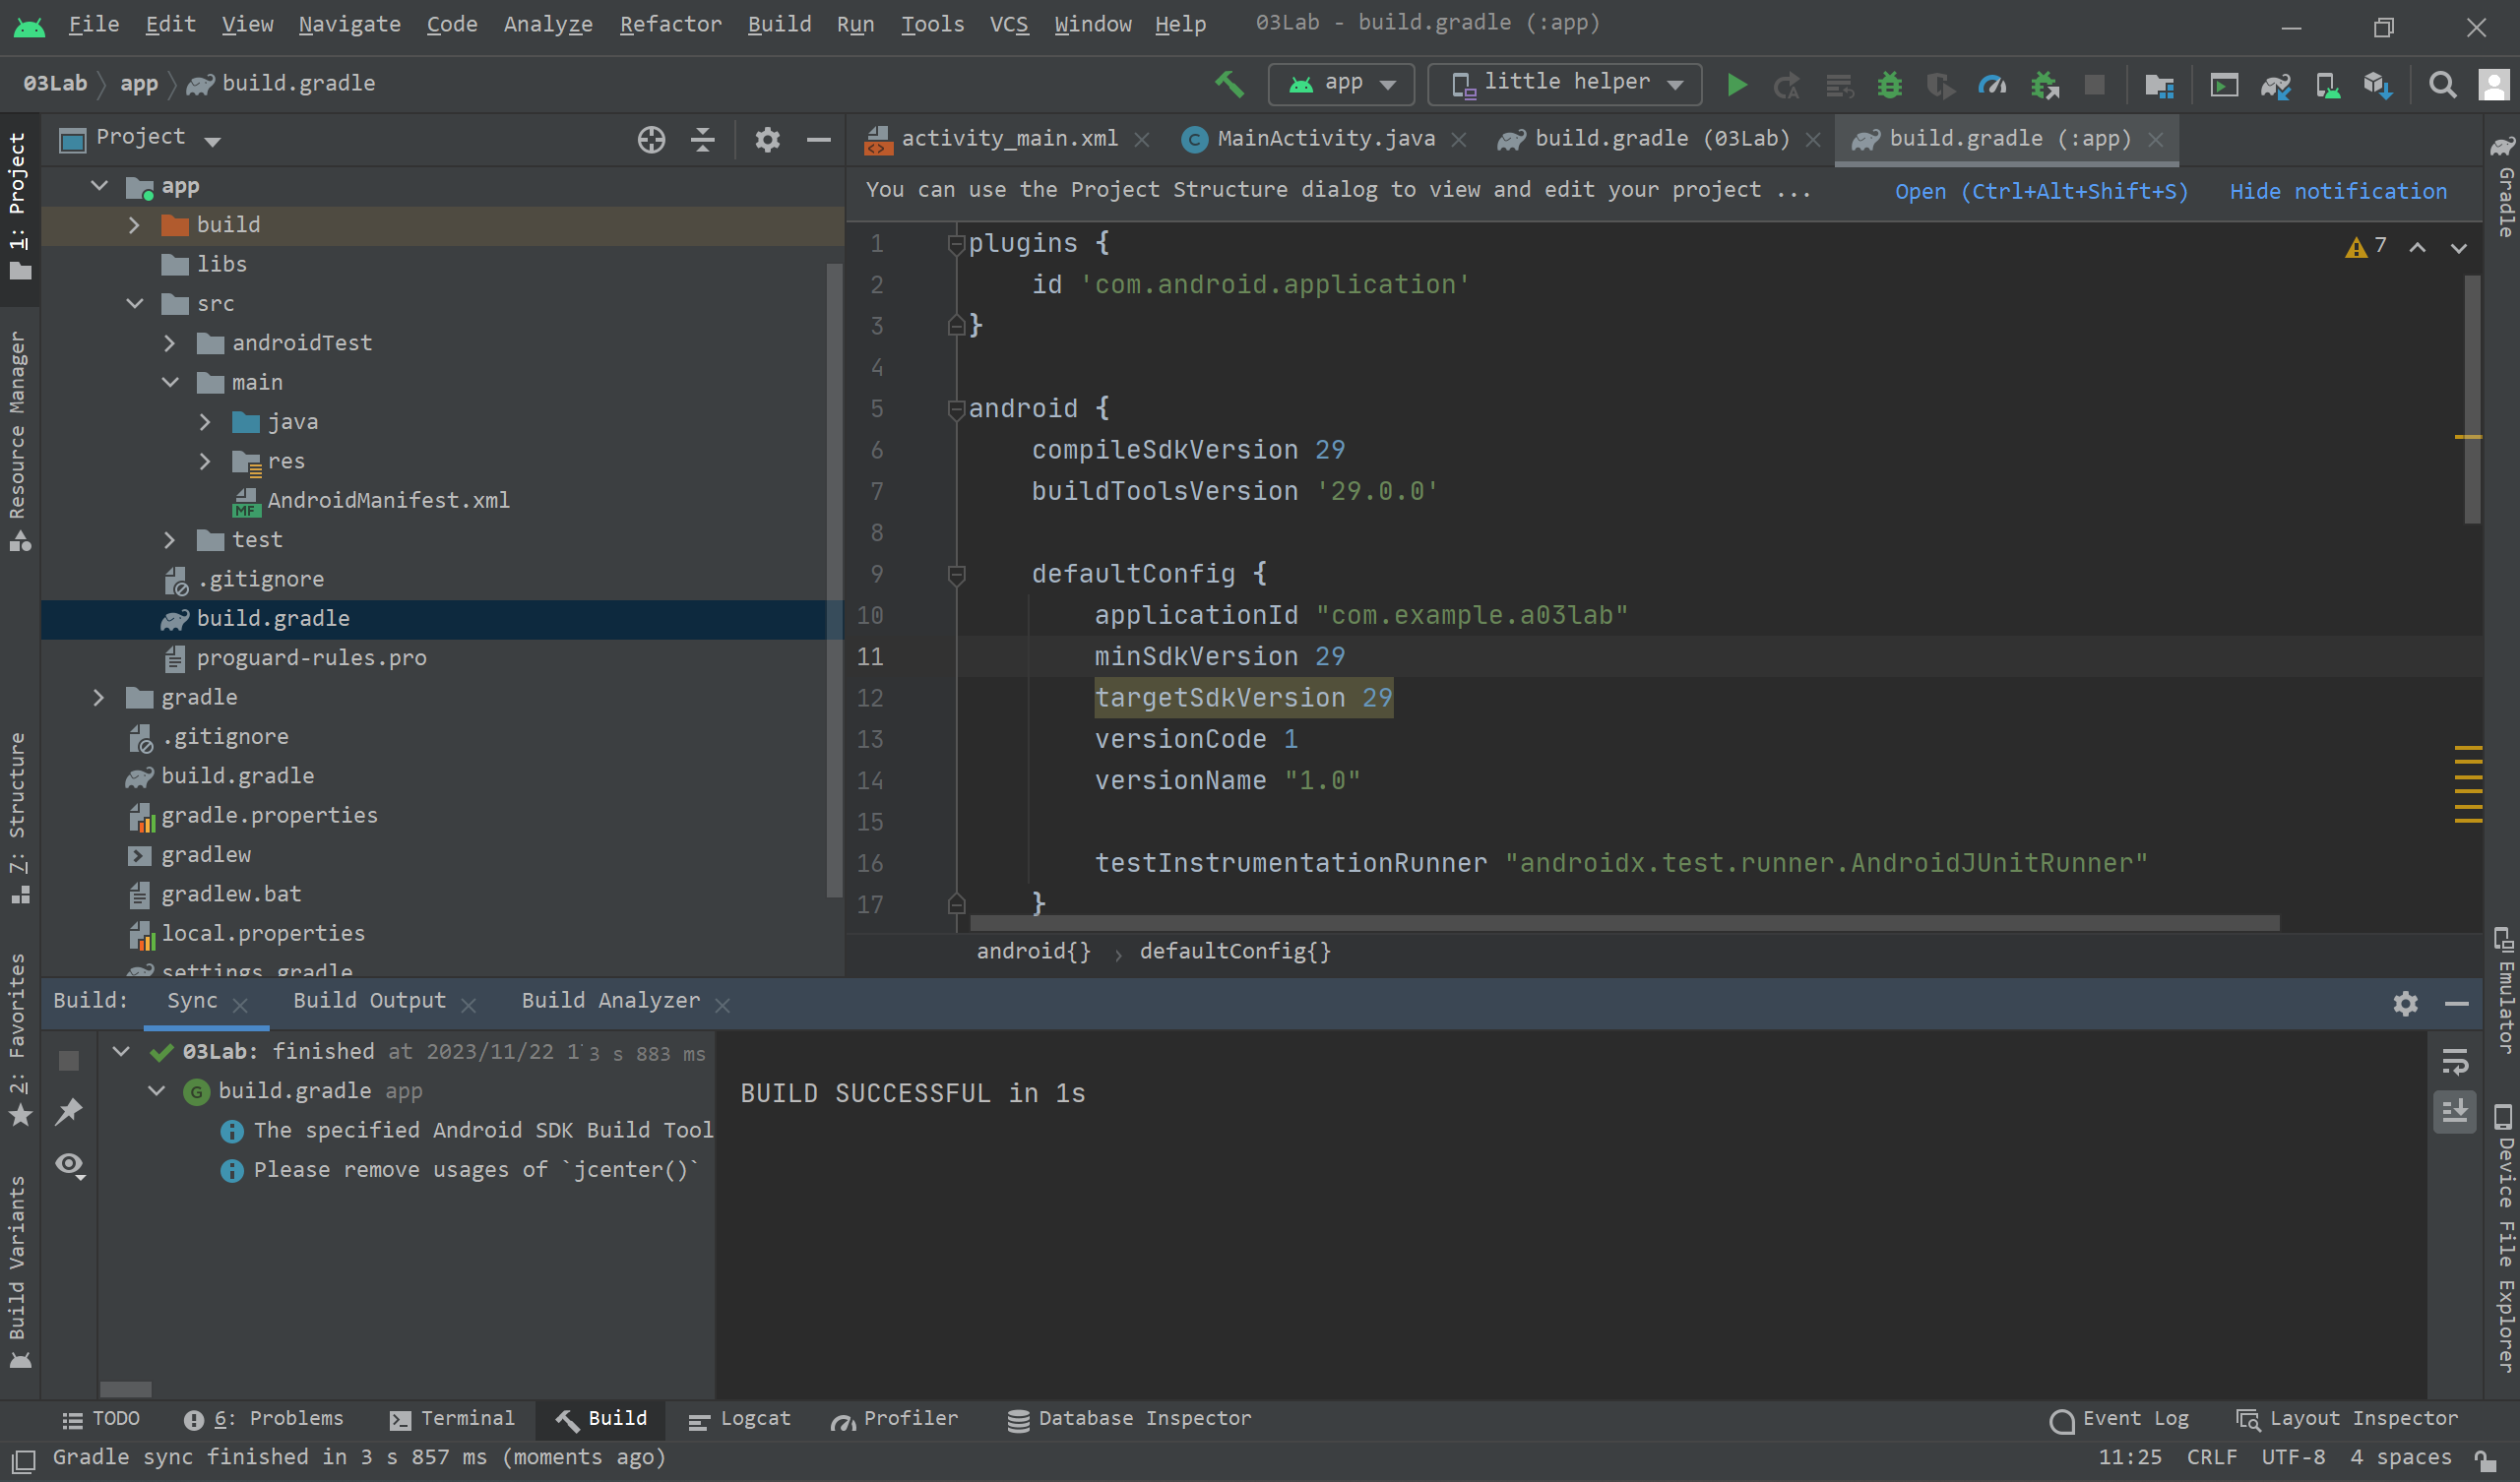 File Edit View Navigate Code Analyze Refactor Build Run Tools VCS Window Help 03Lab - build.gradle (:app)
03Lab app build.gradle app little helper
Project
activity_main.xml MainActivity.java build.gradle (03Lab) build.gradle (:app)
You can use the Project Structure dialog to view and edit your project ... Open (Ctrl+Alt+Shift+S) Hide notification
1: Project
Resource Manager
7: Structure
2: Favorites
Build Variants
app
build
libs
src
androidTest
main
java
res
MF AndroidManifest.xml
test
.gitignore
build.gradle
proguard-rules.pro
gradle
.gitignore
build.gradle
gradle.properties
gradlew
gradlew.bat
local.properties
settings.gradle
7
1 plugins {
2 id 'com.android.application'
3 }
4
5 android {
6 compileSdkVersion 29
7 buildToolsVersion '29.0.0'
8
9 defaultConfig {
10 applicationId "com.example.a03lab"
11 minSdkVersion 29
12 targetSdkVersion 29
13 versionCode 1
14 versionName "1.0"
15
16 testInstrumentationRunner "androidx.test.runner.AndroidJUnitRunner"
17 }
android{} › defaultConfig{}
Gradle
Emulator
Device File Explorer
Build: Sync Build Output Build Analyzer
03Lab: finished at 2023/11/22 1 3 s 883 ms
build.gradle app
The specified Android SDK Build Tool
Please remove usages of `jcenter()`
BUILD SUCCESSFUL in 1s
TODO 6: Problems Terminal Build Logcat Profiler Database Inspector Event Log Layout Inspector
Gradle sync finished in 3 s 857 ms (moments ago) 11:25 CRLF UTF-8 4 spaces